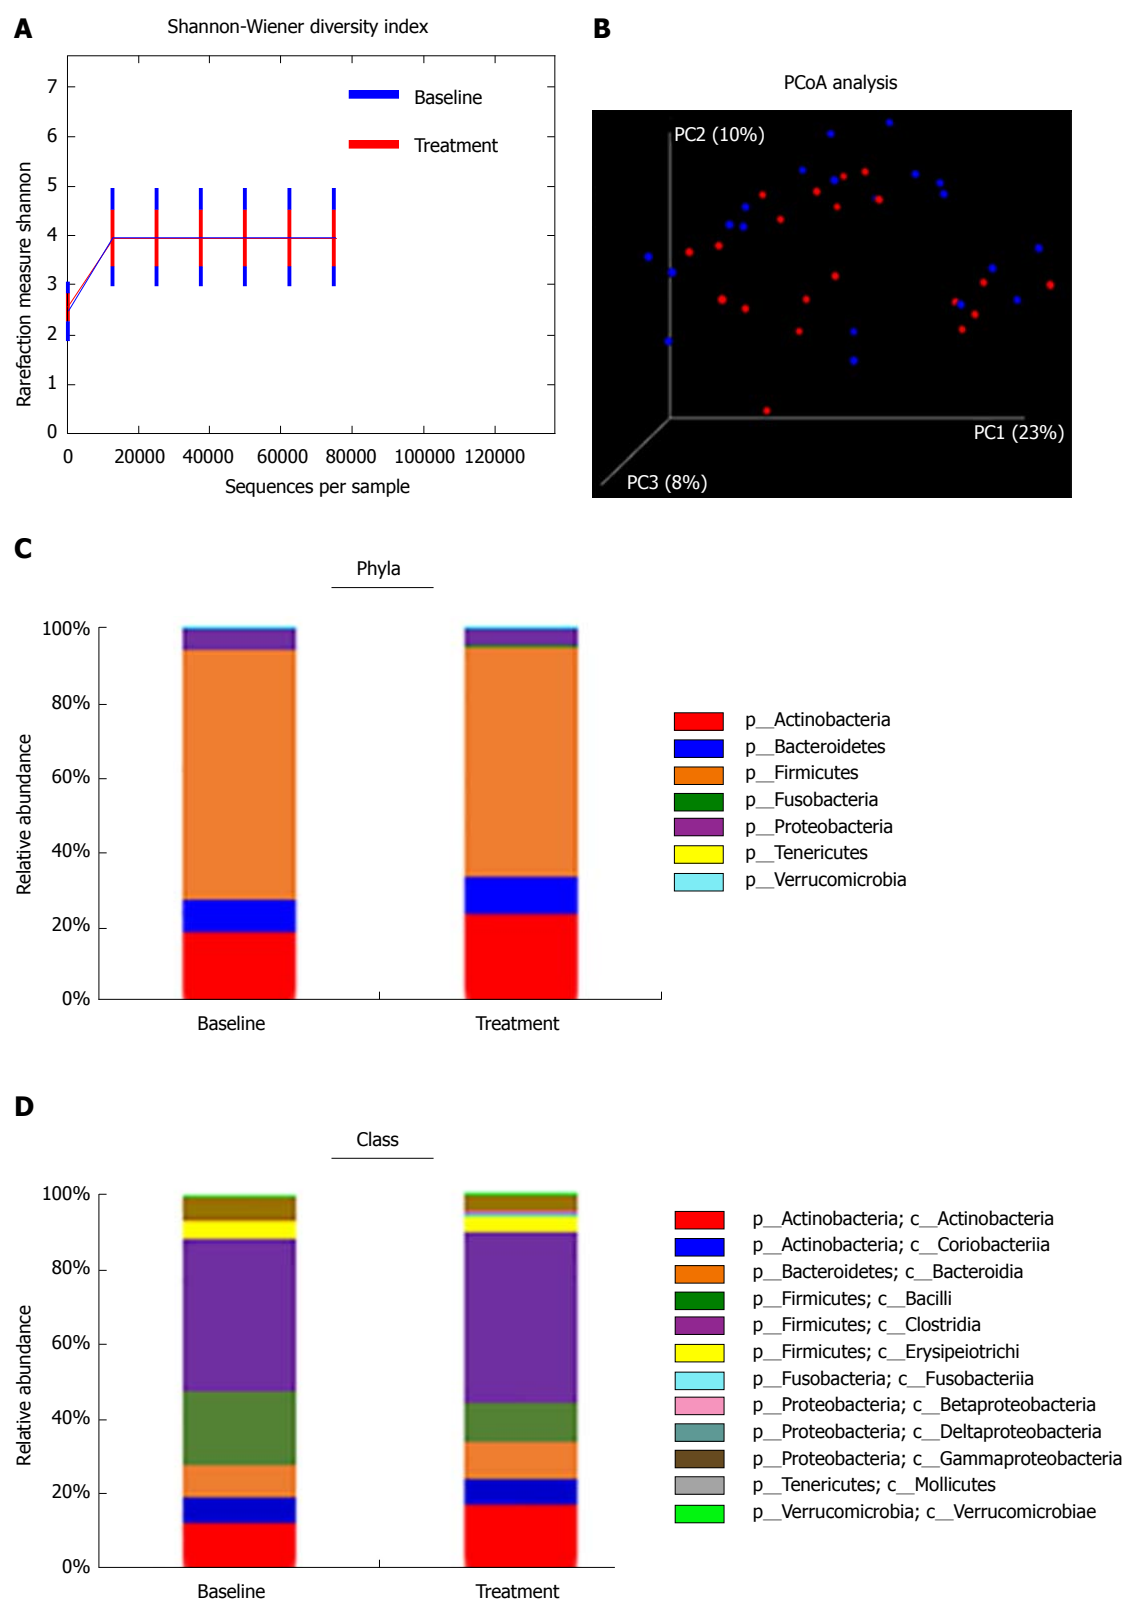 A
Shannon-Wiener diversity index
7
6
5
4
3
2
1
0
Rarefaction measure shannon
Baseline
Treatment
0 20000 40000 60000 80000 100000 120000
Sequences per sample
B
PCoA analysis
PC2 (10%)
PC1 (23%)
PC3 (8%)
C
Phyla
100%
80%
60%
40%
20%
0%
Relative abundance
Baseline Treatment
p__Actinobacteria
p__Bacteroidetes
p__Firmicutes
p__Fusobacteria
p__Proteobacteria
p__Tenericutes
p__Verrucomicrobia
D
Class
100%
80%
60%
40%
20%
0%
Relative abundance
Baseline Treatment
p__Actinobacteria; c__Actinobacteria
p__Actinobacteria; c__Coriobacteriia
p__Bacteroidetes; c__Bacteroidia
p__Firmicutes; c__Bacilli
p__Firmicutes; c__Clostridia
p__Firmicutes; c__Erysipeiotrichi
p__Fusobacteria; c__Fusobacteriia
p__Proteobacteria; c__Betaproteobacteria
p__Proteobacteria; c__Deltaproteobacteria
p__Proteobacteria; c__Gammaproteobacteria
p__Tenericutes; c__Mollicutes
p__Verrucomicrobia; c__Verrucomicrobiae